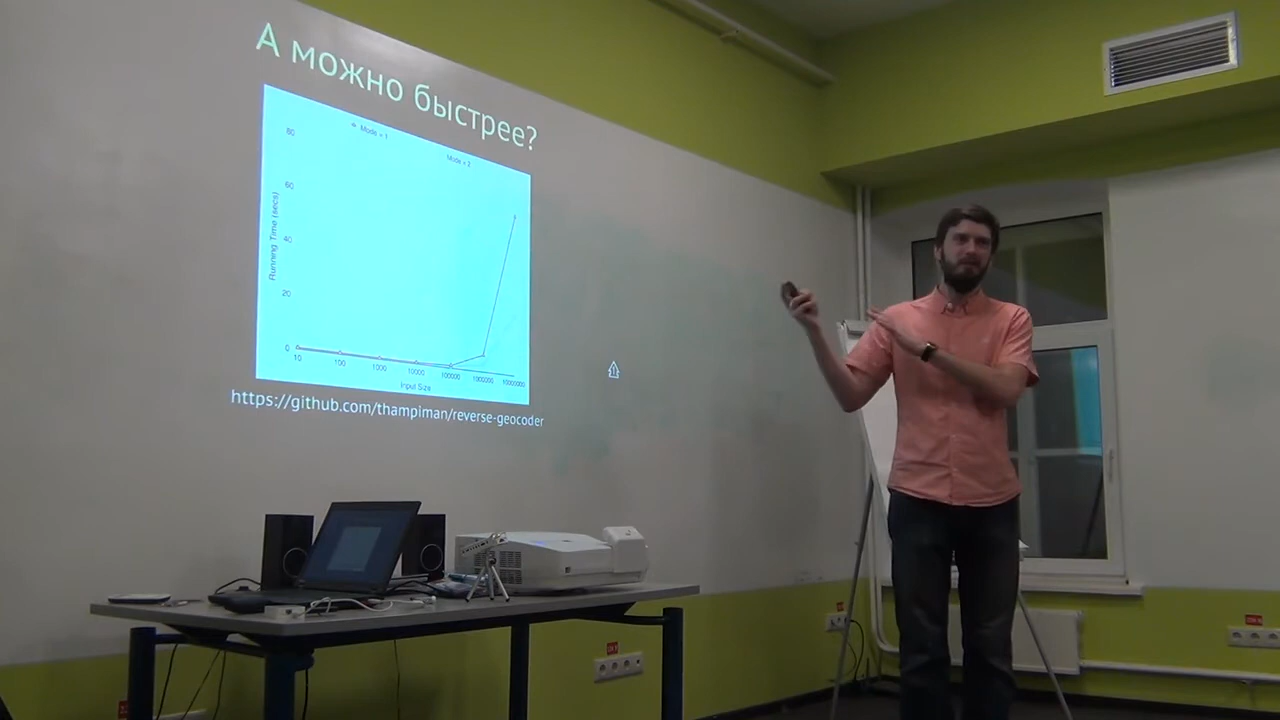 А можно быстрее?
Mode = 1
Mode = 2
80
60
40
20
0
Running Time (secs)
10
100
1000
10000
100000
1000000
10000000
Input Size
https://github.com/thampiman/reverse-geocoder